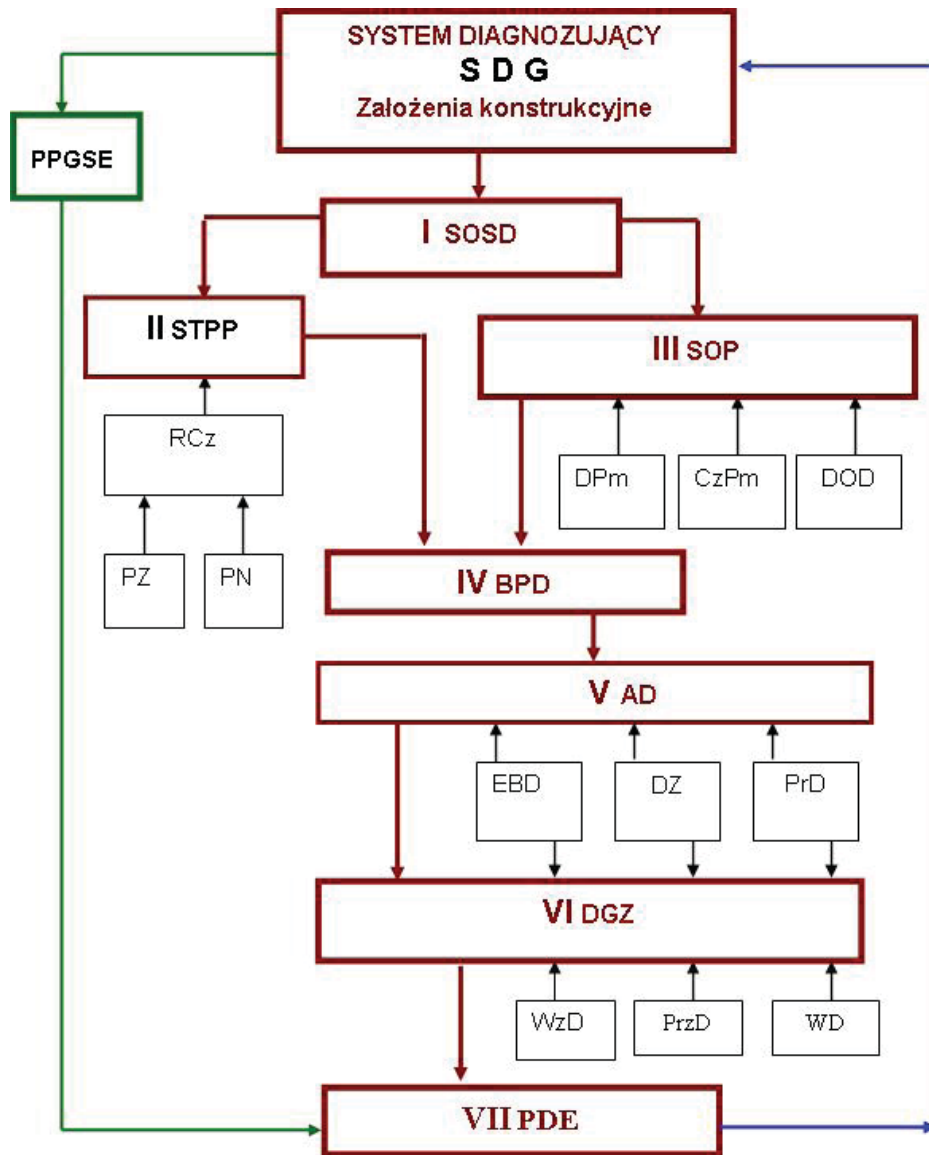 SYSTEM DIAGNOZUJĄCY
S D G
Założenia konstrukcyjne
PPGSE
I SOSD
II STPP
III SOP
RCz
DPm
CzPm
DOD
PZ
PN
IV BPD
V AD
EBD
DZ
PrD
VI DGZ
WzD
PrzD
WD
VII PDE